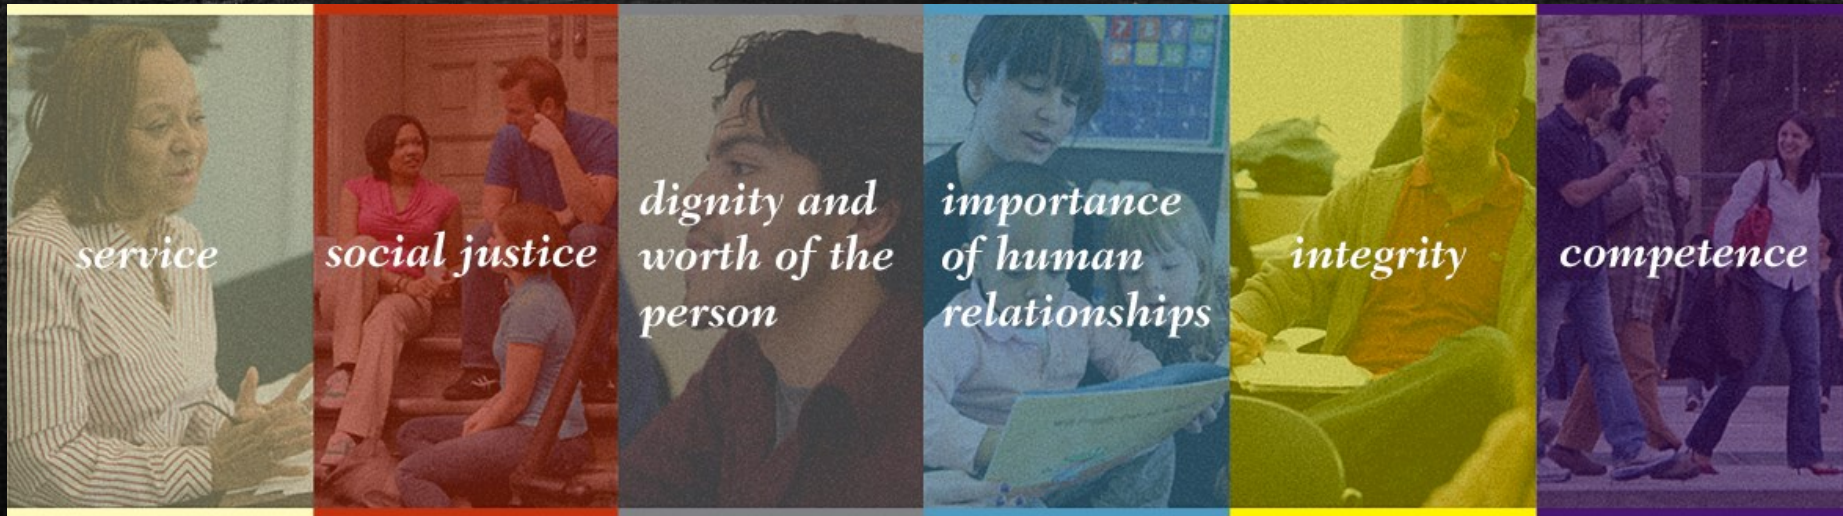 service
social justice
dignity and
worth of the
person
importance
of human
relationships
integrity
competence